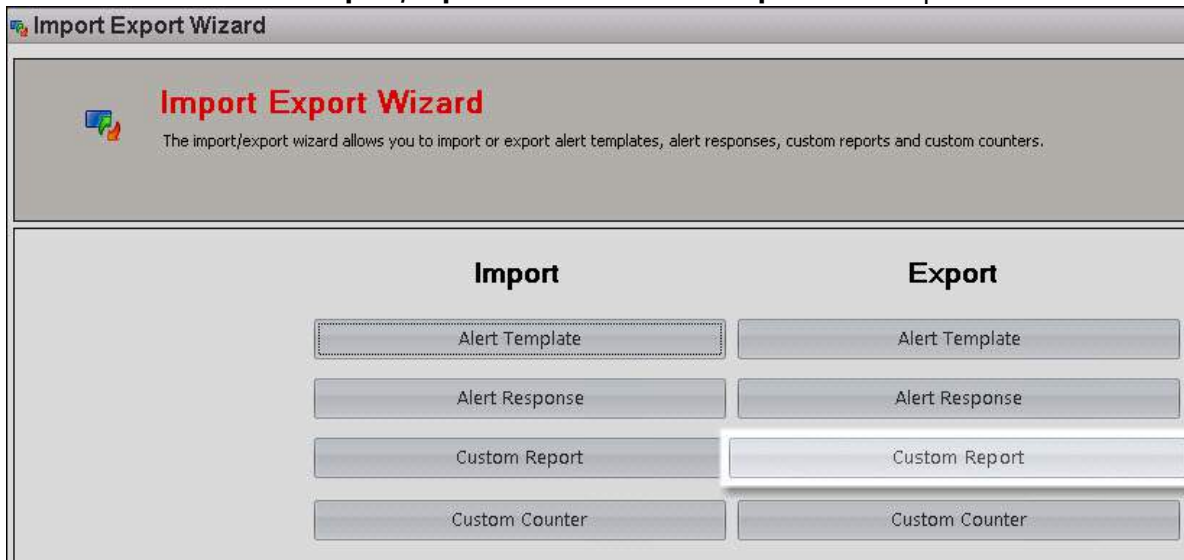 Import Export Wizard
Import Export Wizard
The import/export wizard allows you to import or export alert templates, alert responses, custom reports and custom counters.
Import Export
Alert Template Alert Template
Alert Response Alert Response
Custom Report Custom Report
Custom Counter Custom Counter